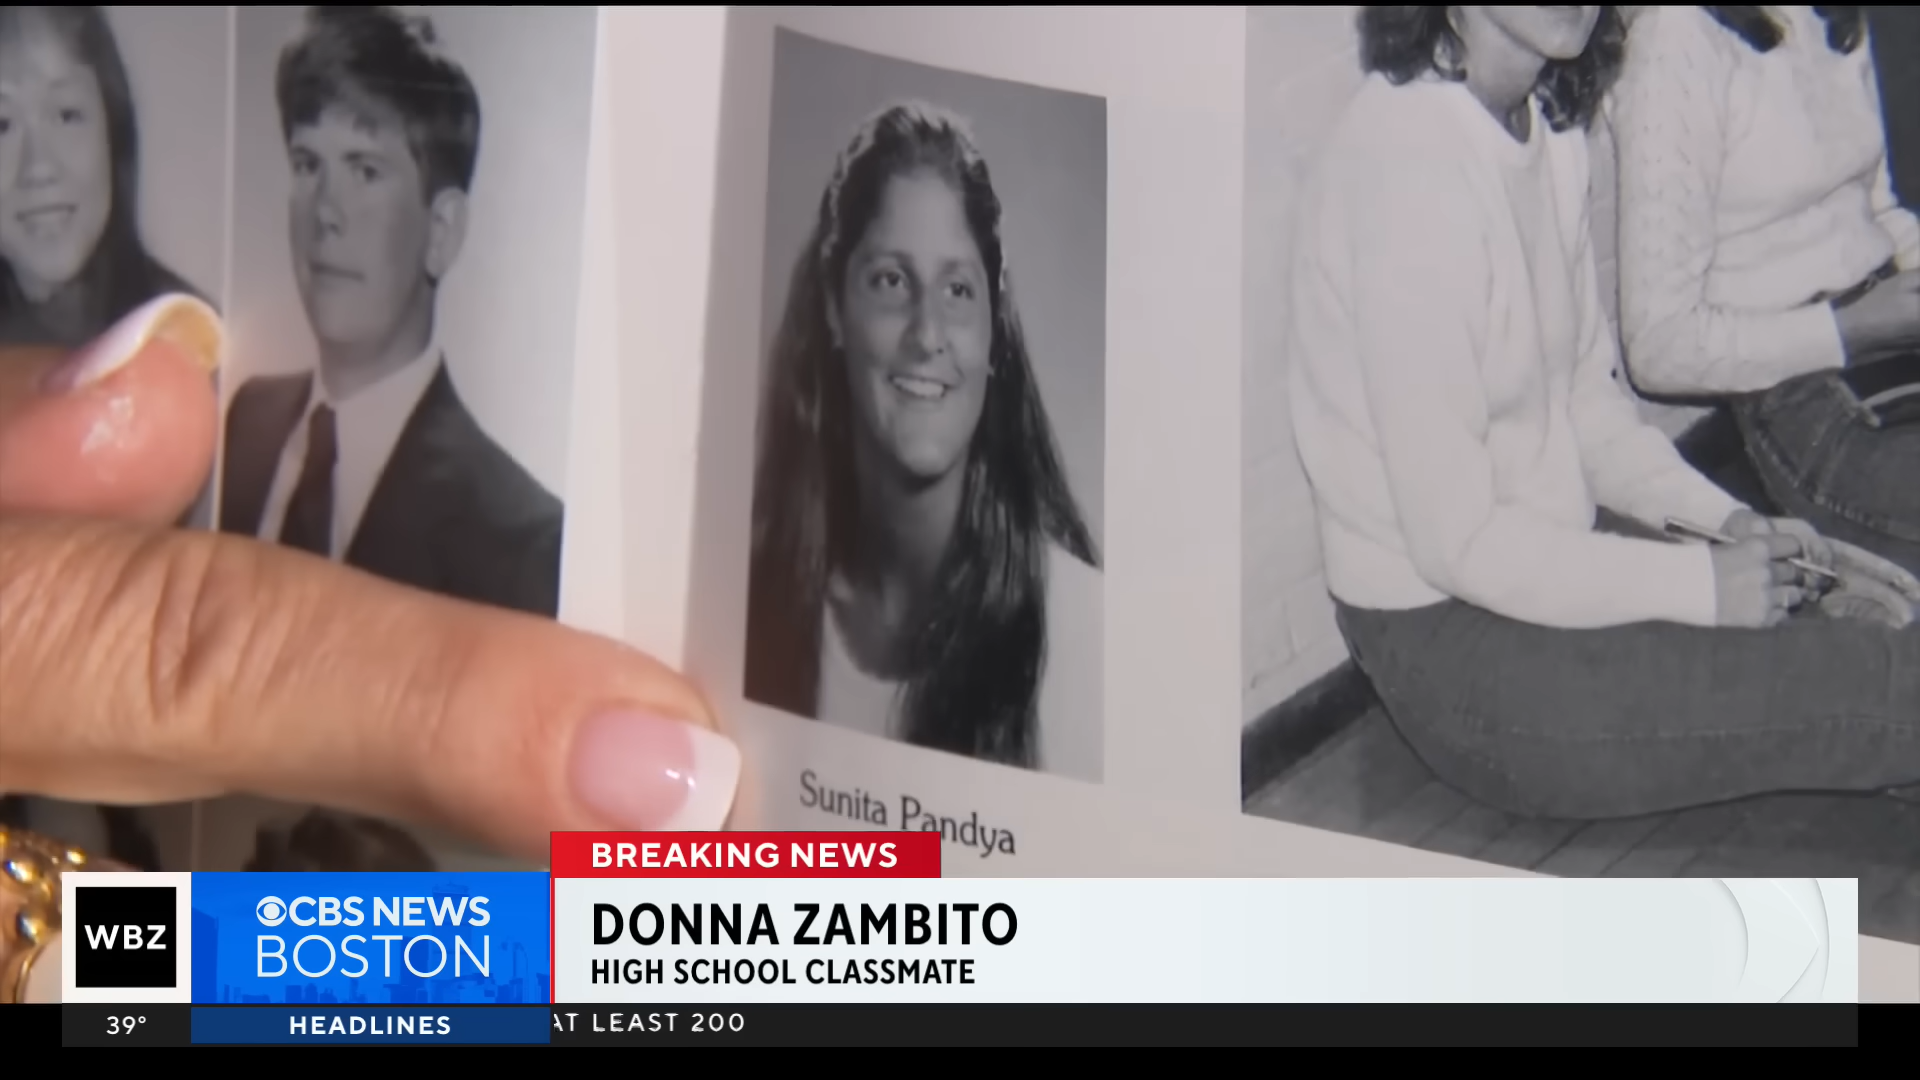 Sunita Pandya
BREAKING NEWS
WBZ
CBS NEWS
BOSTON
DONNA ZAMBITO
HIGH SCHOOL CLASSMATE
39°
HEADLINES
AT LEAST 200